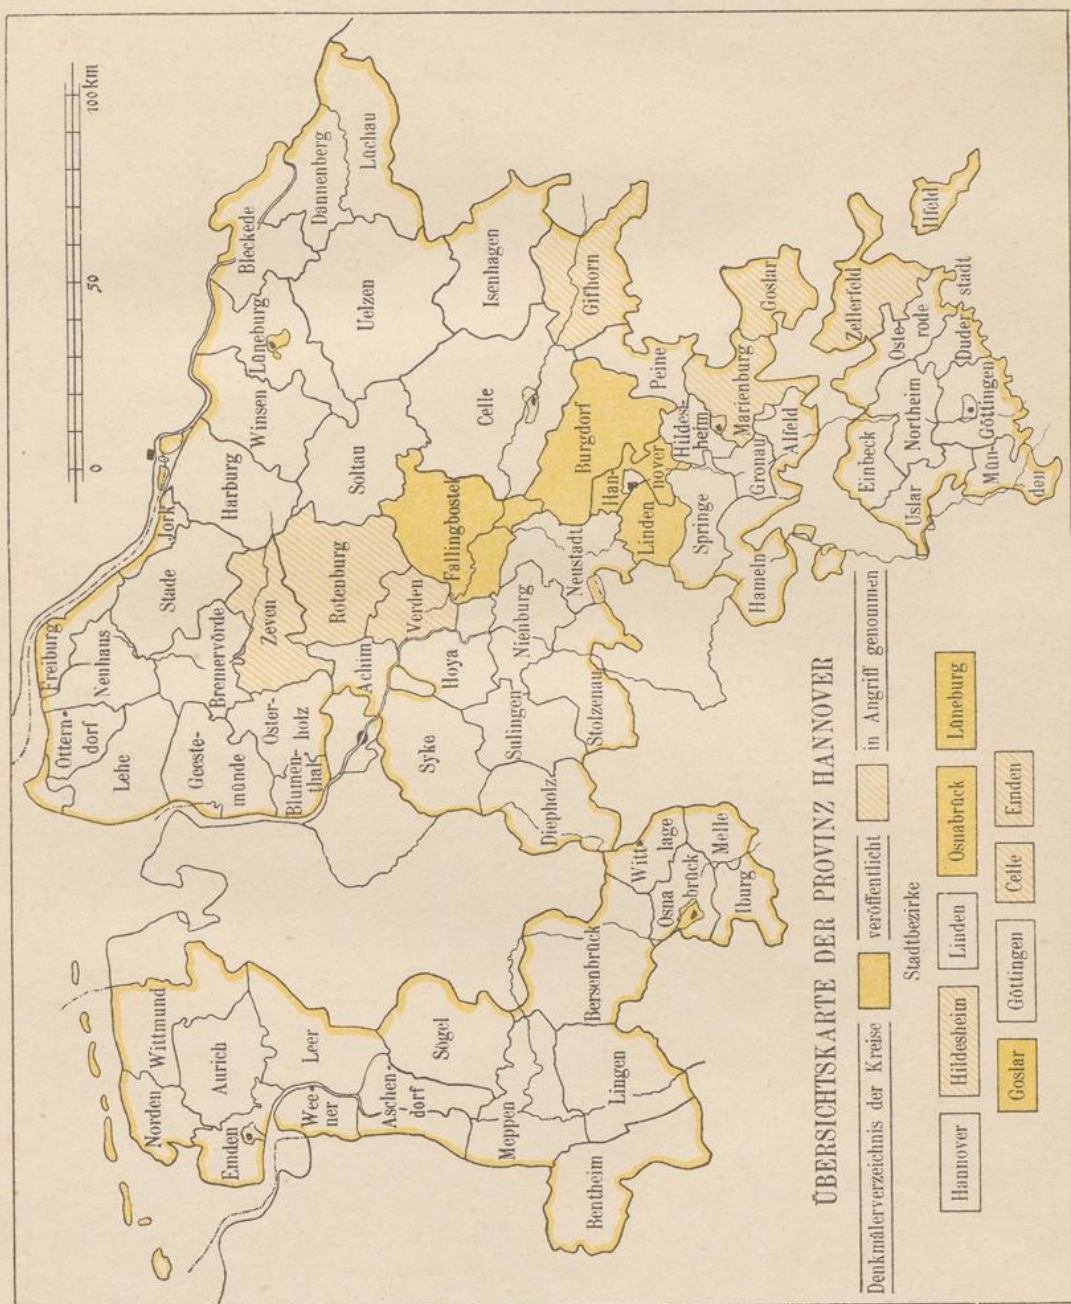 100 km
50
0
Freiburg
Ottern-
dorf
Neuhaus
Lehe
Stade
Jork
Geeste-
münde
Bremervörde
Harburg
Winsen
Lüneburg
Bleckede
Dannenberg
Lüchau
Blumen-
thal
Oster-
holz
Zeven
Rotenburg
Soltau
Uelzen
Achim
Verden
Fallingbostel
Celle
Isenhagen
Syke
Hoya
Sulingen
Nienburg
Neustadt
Burgdorf
Gifhorn
Diepholz
Stolzenau
Han-
nover
Linden
Peine
Springe
Hildes-
heim
Marienburg
Goslar
Hameln
Gronau
Alfeld
Einbeck
Northeim
Uslar
Oste-
rode
Zellerfeld
Ilfeld
Göttingen
Duder
stadt
Mün-
den
Norden
Wittmund
Emden
Aurich
Wee-
ner
Leer
Aschen-
dorf
Sögel
Meppen
Bersenbrück
Lingen
Bentheim
Witt
lage
Osna
brück
Melle
Iburg
ÜBERSICHTSKARTE DER PROVINZ HANNOVER
Denkmälerverzeichnis der Kreise veröffentlicht in Angriff genommen
Stadtbezirke
Hannover Hildesheim Linden Osnabrück Lüneburg
Goslar Göttingen Celle Emden